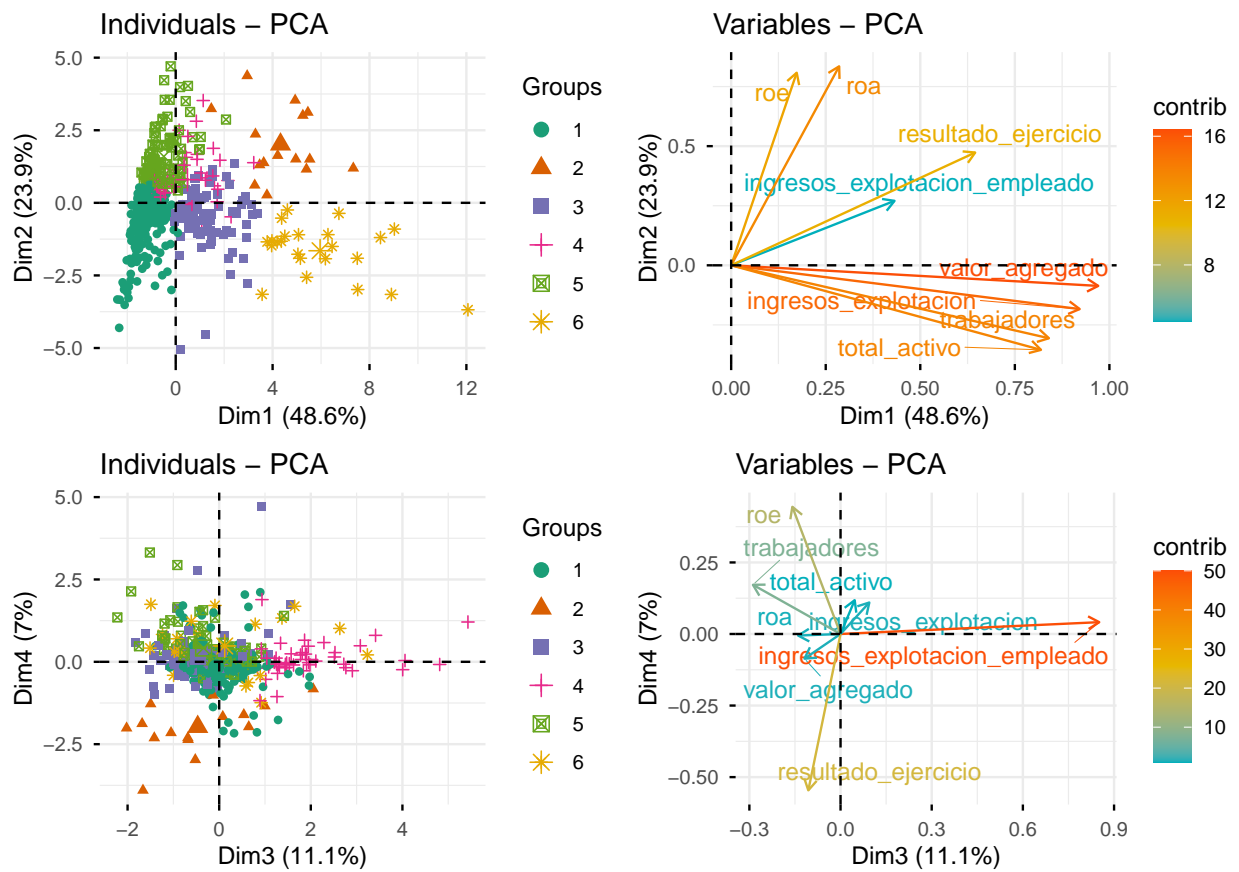 Individuals − PCA
5.0
2.5
0.0
−2.5
−5.0
0
4
8
12
Dim1 (48.6%)
Dim2 (23.9%)
Groups
1
2
3
4
5
6
Variables − PCA
roe
roa
resultado_ejercicio
ingresos_explotacion_empleado
valor_agregado
ingresos_explotacion
trabajadores
total_activo
0.5
0.0
0.00
0.25
0.50
0.75
1.00
Dim1 (48.6%)
Dim2 (23.9%)
contrib
16
12
8
Individuals − PCA
5.0
2.5
0.0
−2.5
−2
0
2
4
Dim3 (11.1%)
Dim4 (7%)
Groups
1
2
3
4
5
6
Variables − PCA
roe
trabajadores
total_activo
roa
ingresos_explotacion
ingresos_explotacion_empleado
valor_agregado
resultado_ejercicio
0.25
0.00
−0.25
−0.50
−0.3
0.0
0.3
0.6
0.9
Dim3 (11.1%)
Dim4 (7%)
contrib
50
40
30
20
10